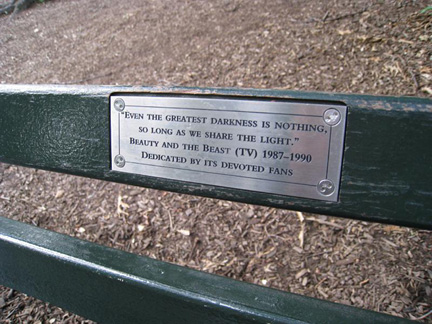 "Even the greatest darkness is nothing,
so long as we share the light."
Beauty and the Beast (TV) 1987-1990
Dedicated by its devoted fans